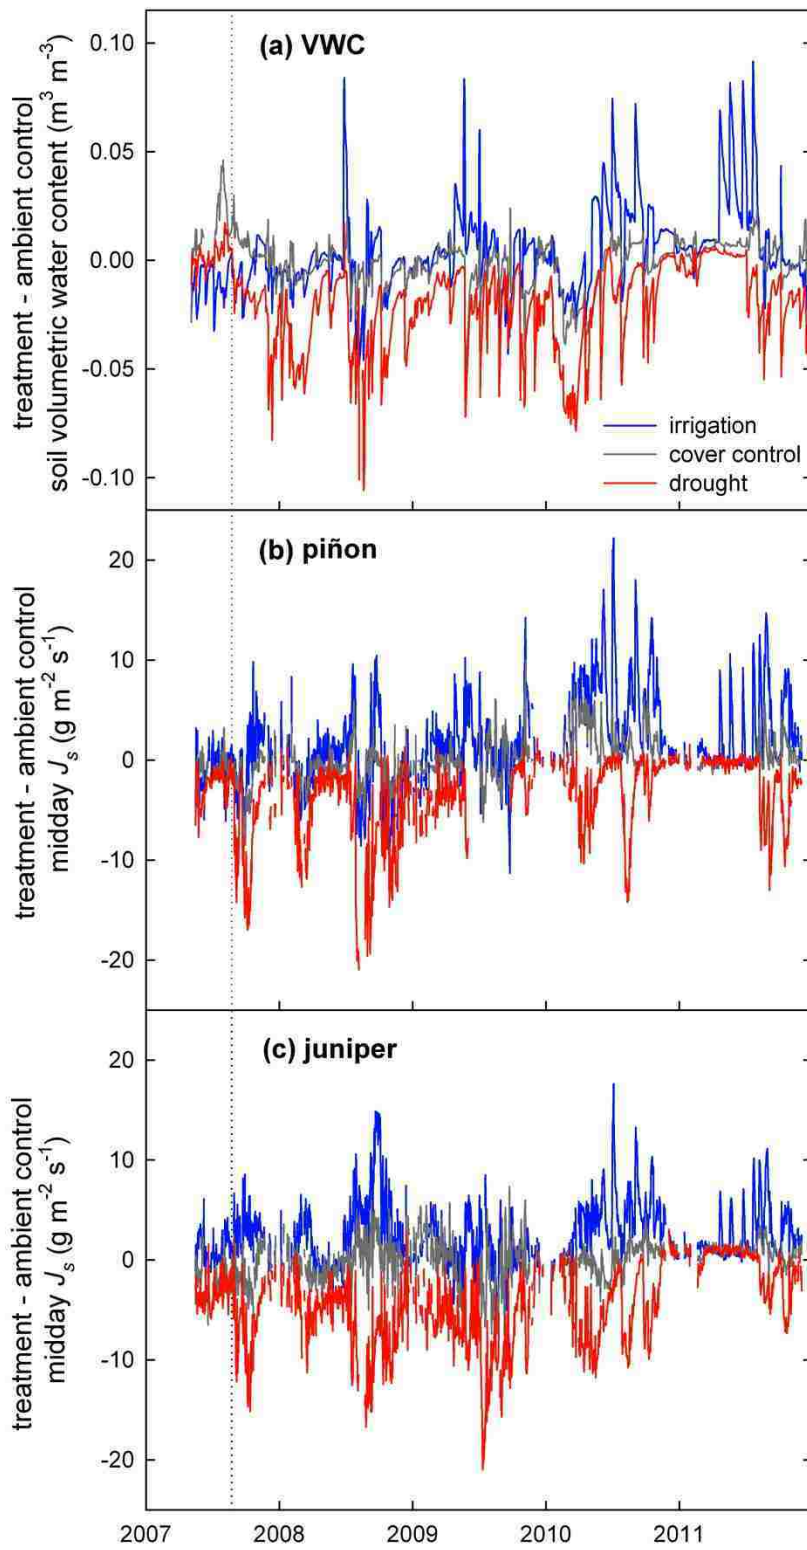 (a) VWC
treatment - ambient control
soil volumetric water content (m³ m⁻³)
0.10
0.05
0.00
-0.05
-0.10
irrigation
cover control
drought
(b) piñon
treatment - ambient control
midday Js (g m⁻² s⁻¹)
20
10
0
-10
-20
(c) juniper
treatment - ambient control
midday Js (g m⁻² s⁻¹)
20
10
0
-10
-20
2007 2008 2009 2010 2011